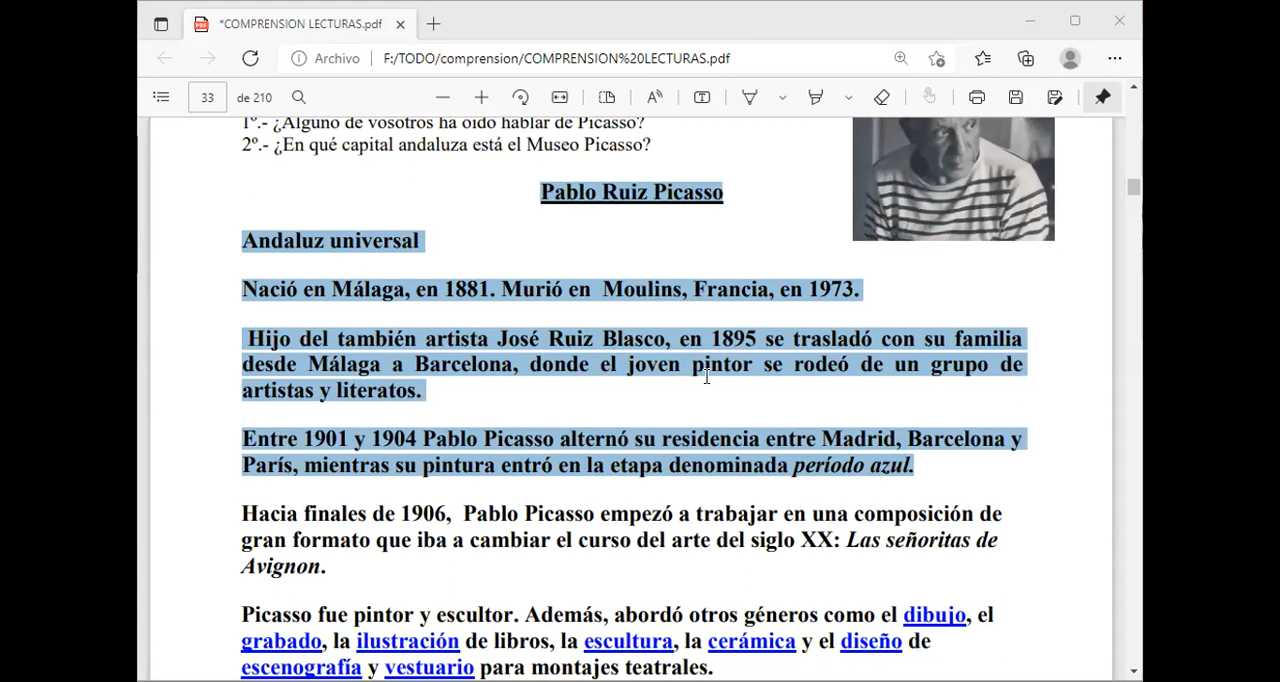 *COMPRENSION LECTURAS.pdf
Archivo
F:/TODO/comprension/COMPRENSION%20LECTURAS.pdf
33
de 210
1º.- ¿Alguno de vosotros ha oído hablar de Picasso?
2º.- ¿En qué capital andaluza está el Museo Picasso?
Pablo Ruiz Picasso
Andaluz universal
Nació en Málaga, en 1881. Murió en Moulins, Francia, en 1973.
Hijo del también artista José Ruiz Blasco, en 1895 se trasladó con su familia
desde Málaga a Barcelona, donde el joven pintor se rodeó de un grupo de
artistas y literatos.
Entre 1901 y 1904 Pablo Picasso alternó su residencia entre Madrid, Barcelona y
París, mientras su pintura entró en la etapa denominada período azul.
Hacia finales de 1906, Pablo Picasso empezó a trabajar en una composición de
gran formato que iba a cambiar el curso del arte del siglo XX: Las señoritas de
Avignon.
Picasso fue pintor y escultor. Además, abordó otros géneros como el dibujo, el
grabado, la ilustración de libros, la escultura, la cerámica y el diseño de
escenografía y vestuario para montajes teatrales.